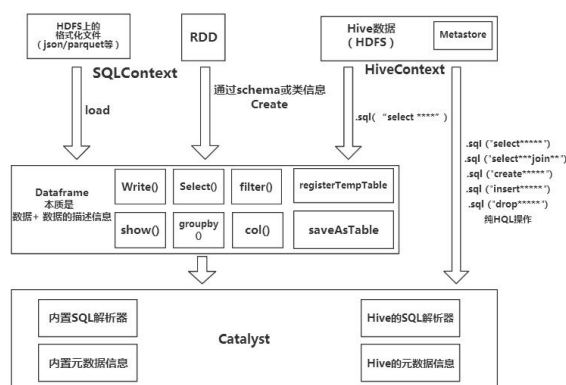 HDFS上的
格式化文件
（json/parquet等）
RDD
Hive数据
（HDFS）
Metastore
SQLContext
HiveContext
load
通过schema或类信息
Create
.sql(“select ****”)
.sql ("select*****")
.sql ("select***join**")
.sql ("create*****")
.sql ("insert*****")
.sql ("drop*****")
纯HQL操作
Dataframe
本质是
数据+ 数据的描述信息
Write()
Select()
filter()
registerTempTable
show()
groupby
()
col()
saveAsTable
内置SQL解析器
Catalyst
Hive的SQL解析器
内置元数据信息
Hive的元数据信息